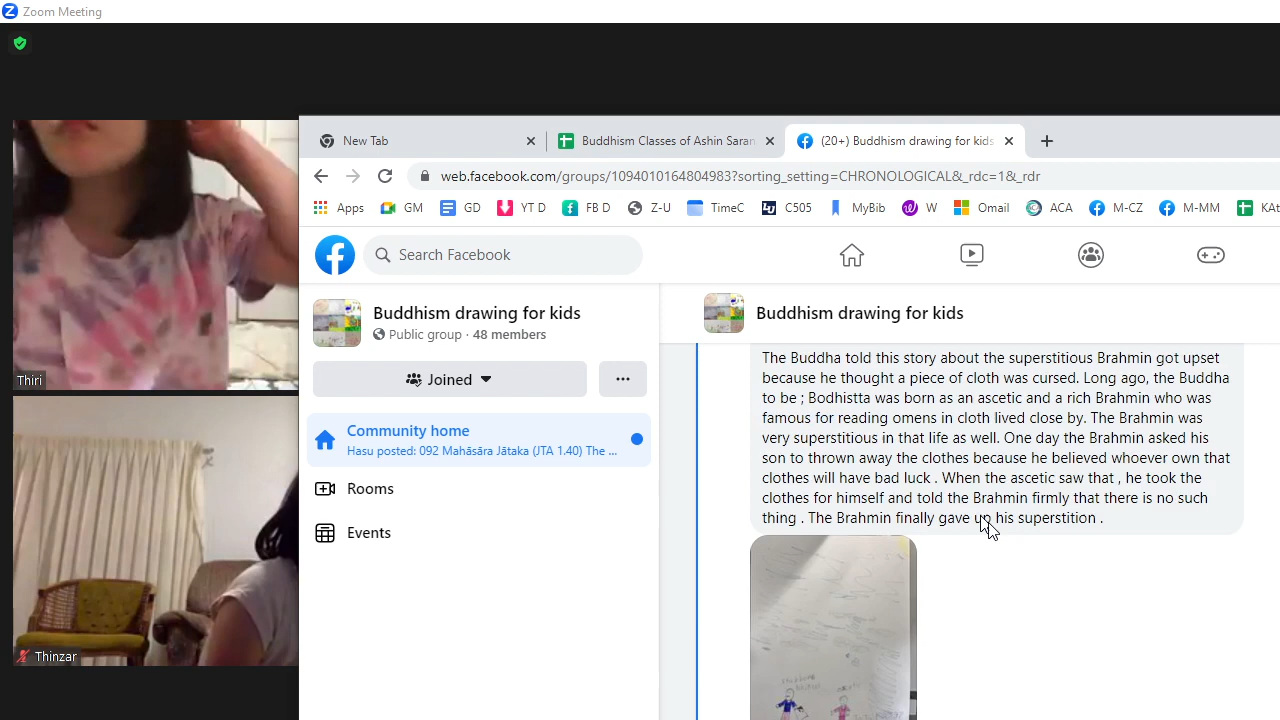 Zoom Meeting
New Tab
Buddhism Classes of Ashin Saran
(20+) Buddhism drawing for kids
web.facebook.com/groups/1094010164804983?sorting_setting=CHRONOLOGICAL&_rdc=1&_rdr
Apps GM GD YT D FB D Z-U TimeC C505 MyBib W Omail ACA M-CZ M-MM KAt
Search Facebook
Buddhism drawing for kids
Public group · 48 members
Joined
Community home
Hasu posted: 092 Mahāsāra Jātaka (JTA 1.40) The ...
Rooms
Events
Buddhism drawing for kids
The Buddha told this story about the superstitious Brahmin got upset
because he thought a piece of cloth was cursed. Long ago, the Buddha
to be ; Bodhistta was born as an ascetic and a rich Brahmin who was
famous for reading omens in cloth lived close by. The Brahmin was
very superstitious in that life as well. One day the Brahmin asked his
son to thrown away the clothes because he believed whoever own that
clothes will have bad luck . When the ascetic saw that , he took the
clothes for himself and told the Brahmin firmly that there is no such
thing . The Brahmin finally gave up his superstition .
Thiri
Thinzar